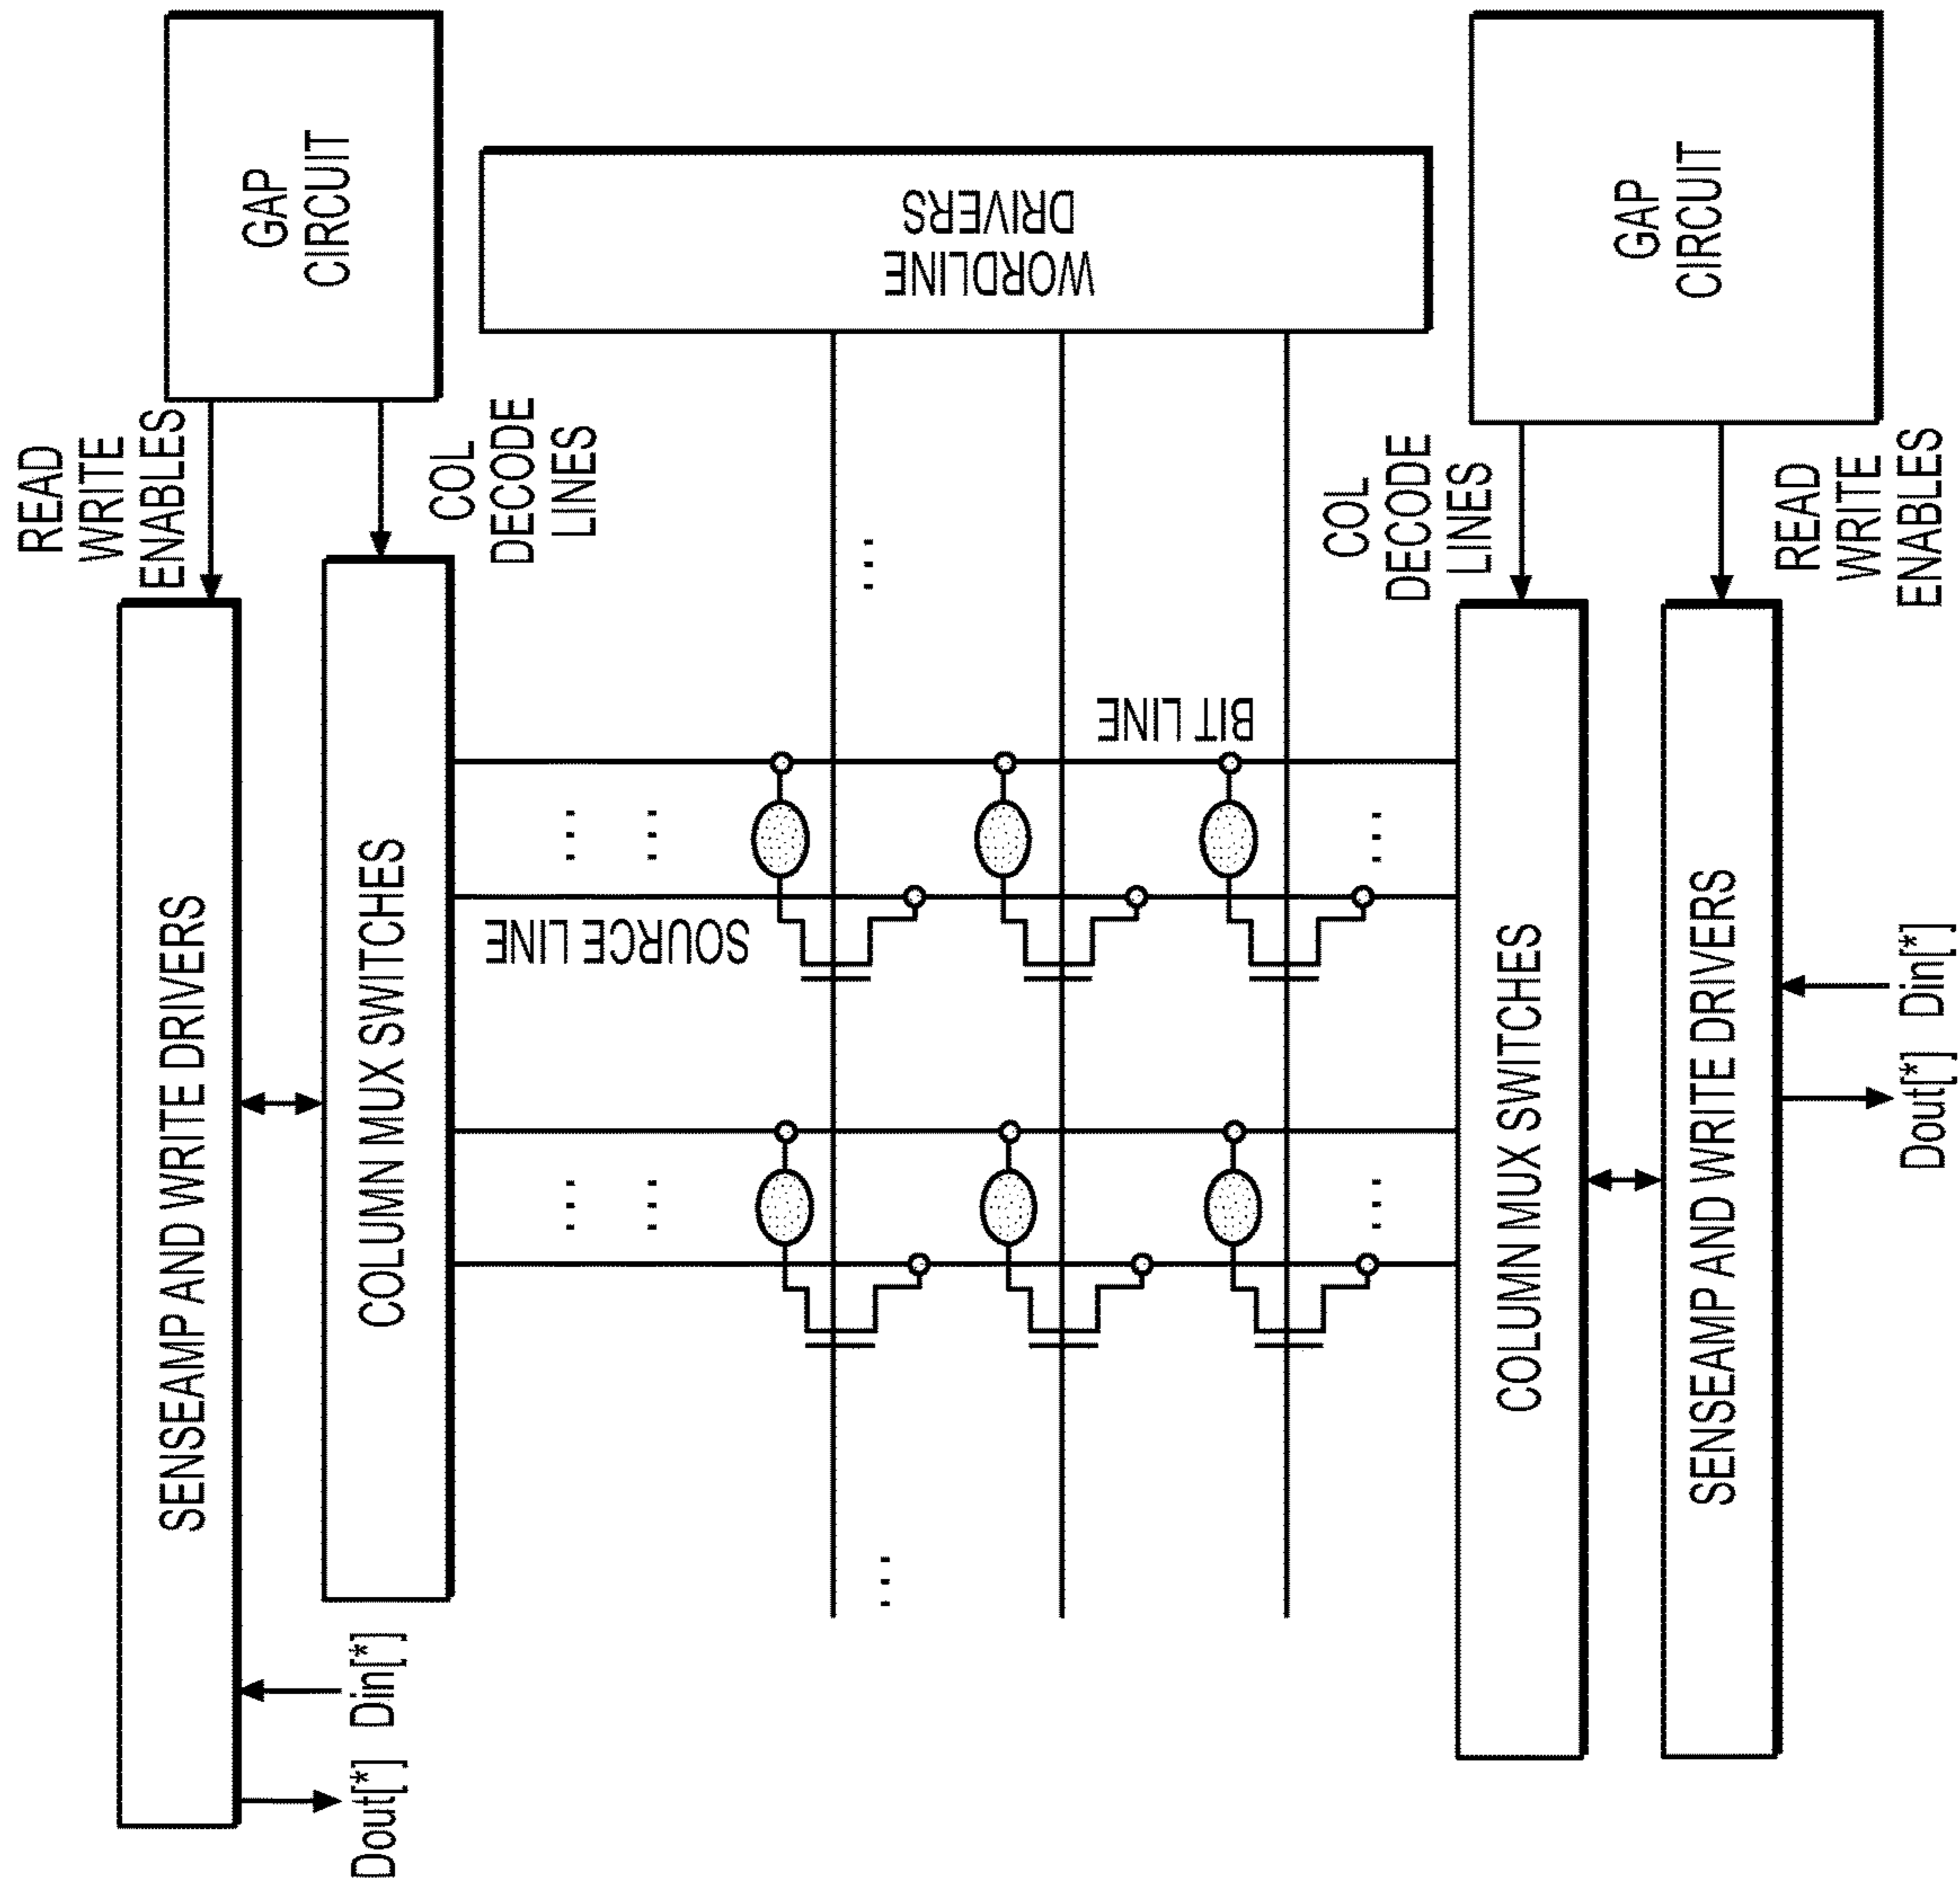 READ
WRITE
ENABLES
GAP
CIRCUIT
COL
DECODE
LINES
SENSEAMP AND WRITE DRIVERS
COLUMN MUX SWITCHES
Dout[*] Din[*]
WORDLINE
DRIVERS
SOURCE LINE
BIT LINE
COL
DECODE
LINES
GAP
CIRCUIT
READ
WRITE
ENABLES
COLUMN MUX SWITCHES
SENSEAMP AND WRITE DRIVERS
Dout[*] Din[*]